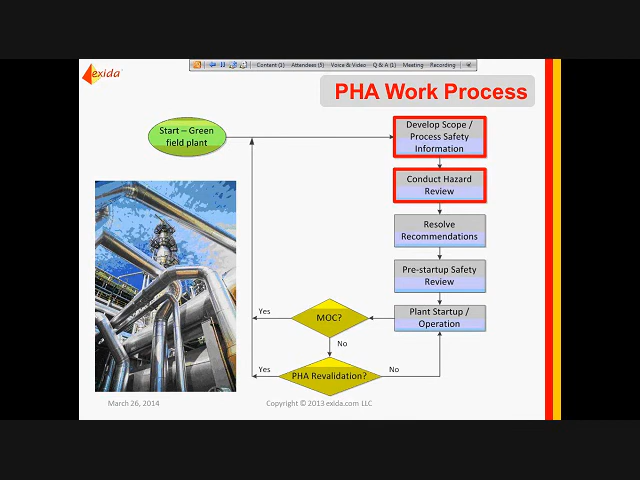 exida
Content (3) Attendees (5) Voice & Video Q & A (1) Meeting Recording
PHA Work Process
Start – Green
field plant
Develop Scope /
Process Safety
Information
Conduct Hazard
Review
Resolve
Recommendations
Pre-startup Safety
Review
Plant Startup /
Operation
Yes
MOC?
No
Yes
PHA Revalidation?
No
March 26, 2014
Copyright © 2013 exida.com LLC